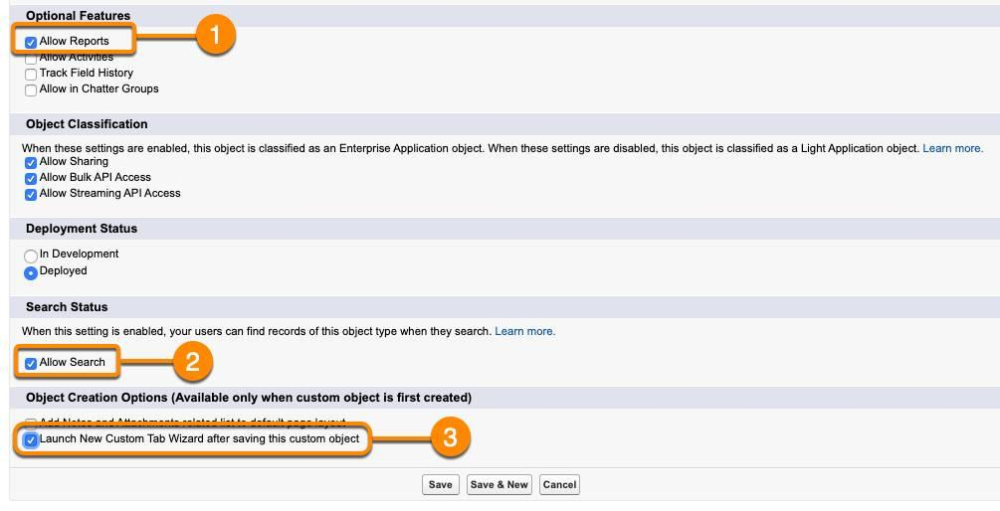 Optional Features
Allow Reports
1
Allow Activities
Track Field History
Allow in Chatter Groups
Object Classification
When these settings are enabled, this object is classified as an Enterprise Application object. When these settings are disabled, this object is classified as a Light Application object. Learn more.
Allow Sharing
Allow Bulk API Access
Allow Streaming API Access
Deployment Status
In Development
Deployed
Search Status
When this setting is enabled, your users can find records of this object type when they search. Learn more.
Allow Search
2
Object Creation Options (Available only when custom object is first created)
Add Notes and Attachments related list to default page layout
Launch New Custom Tab Wizard after saving this custom object
3
Save
Save & New
Cancel